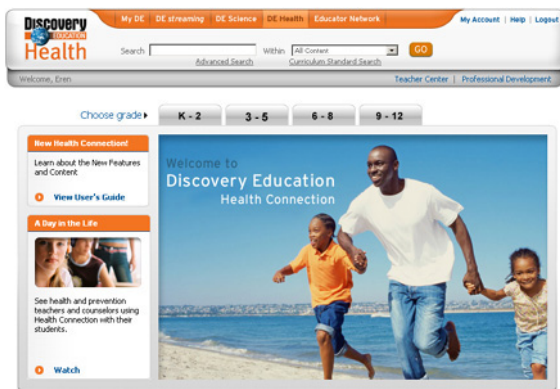 Discovery
EDUCATION
Health
My DE
DE streaming
DE Science
DE Health
Educator Network
My Account | Help | Logout
Search
Within
All Content
GO
Advanced Search
Curriculum Standard Search
Welcome, Eren
Teacher Center | Professional Development
Choose grade
K - 2
3 - 5
6 - 8
9 - 12
New Health Connection!
Learn about the New Features
and Content
View User's Guide
A Day in the Life
See health and prevention
teachers and counselors using
Health Connection with their
students.
Watch
Welcome to
Discovery Education
Health Connection